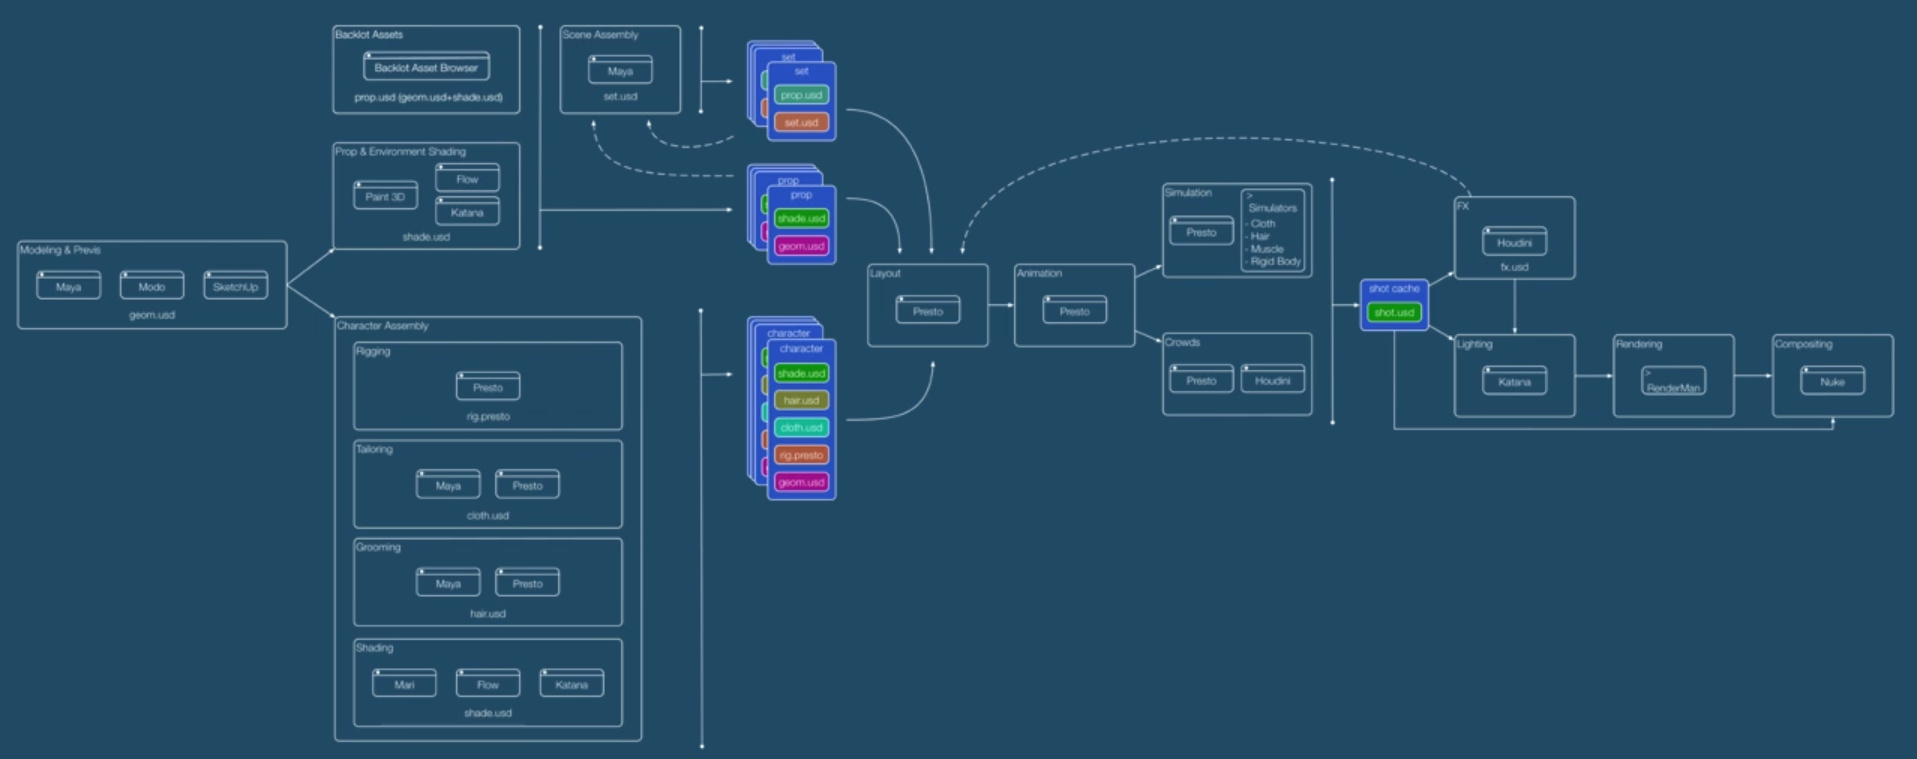 Modeling & Previs
Maya
Modo
SketchUp
geom.usd
Backlot Assets
Backlot Asset Browser
prop.usd (geom.usd+shade.usd)
Prop & Environment Shading
Paint 3D
Flow
Katana
shade.usd
Character Assembly
Rigging
Presto
rig.presto
Tailoring
Maya
Presto
cloth.usd
Grooming
Maya
Presto
hair.usd
Shading
Mari
Flow
Katana
shade.usd
Scene Assembly
Maya
set.usd
set
set
prop.usd
set.usd
prop
prop
shade.usd
geom.usd
character
character
shade.usd
hair.usd
cloth.usd
rig.presto
geom.usd
Layout
Presto
Animation
Presto
Simulation
Presto
>
Simulators
- Cloth
- Hair
- Muscle
- Rigid Body
Crowds
Presto
Houdini
shot cache
shot.usd
FX
Houdini
fx.usd
Lighting
Katana
Rendering
>
RenderMan
Compositing
Nuke